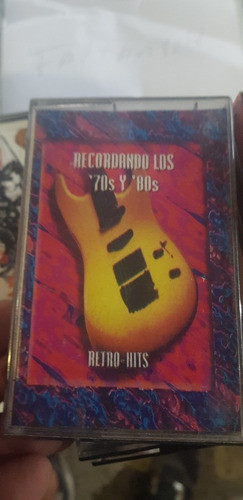 RECORDANDO LOS
'70s Y '80s
RETRO-HITS